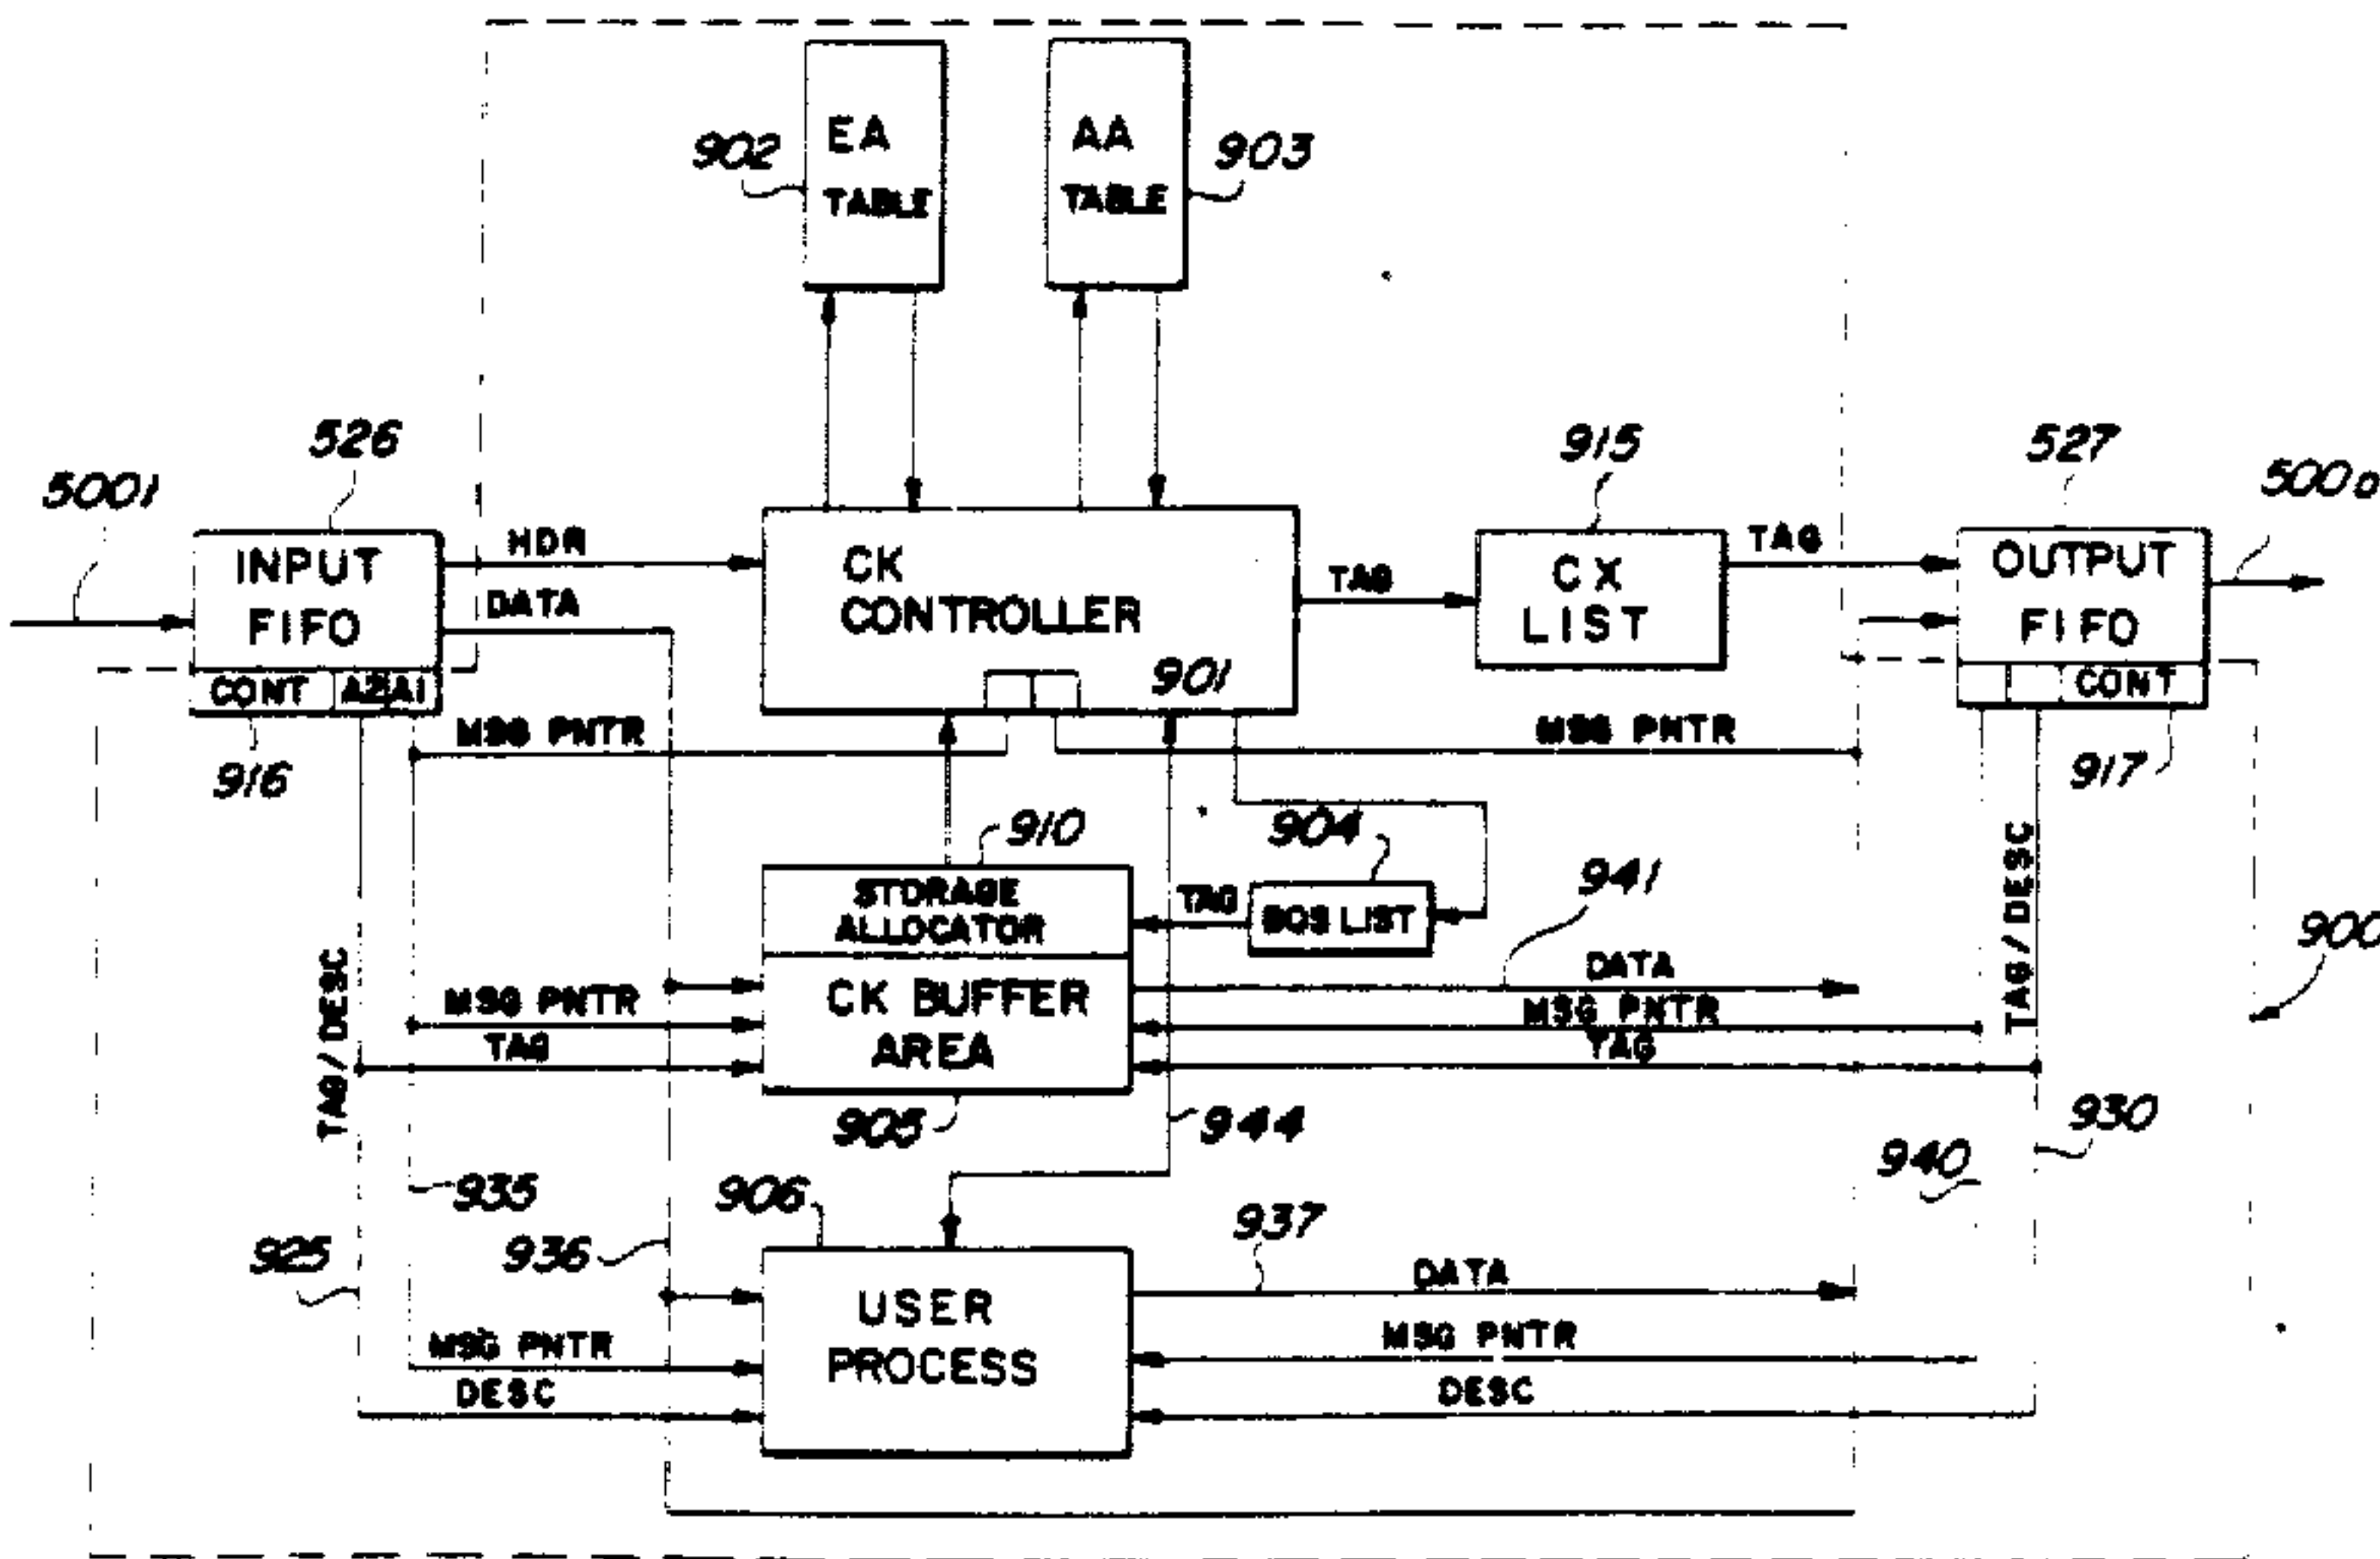 EA
TABLE
902
AA
TABLE
903
526
5001
INPUT
FIFO
CONT
A2
A1
916
HDR
DATA
MSG PNTR
CK
CONTROLLER
901
TAG
915
CX
LIST
TAG
527
500o
OUTPUT
FIFO
CONT
917
MSG PNTR
910
904
STORAGE
ALLOCATOR
TAG
LIST
941
900
TAG/DESC
TAG/DESC
MSG PNTR
TAG
CK BUFFER
AREA
DATA
MSG PNTR
TAG
905
944
930
940
935
906
925
936
937
USER
PROCESS
DATA
MSG PNTR
DESC
MSG PNTR
DESC